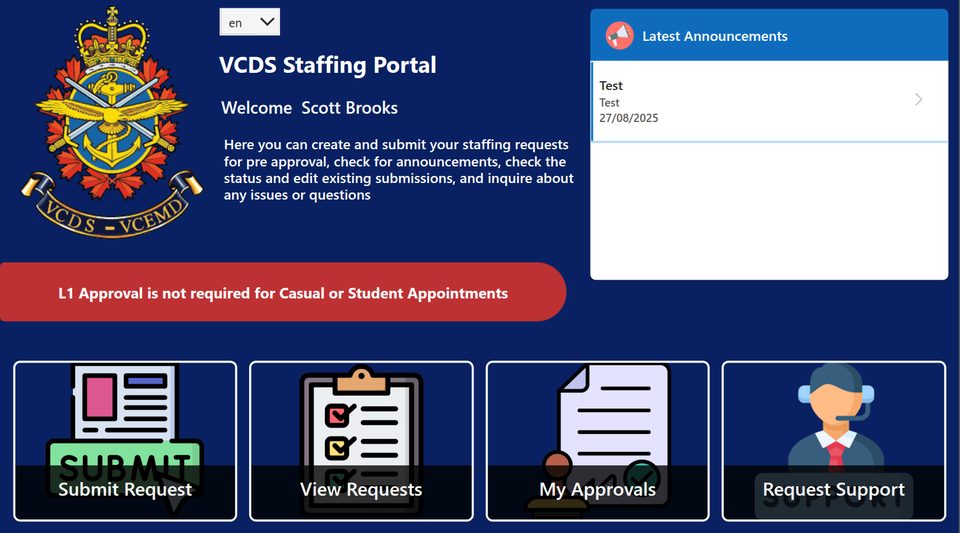 en
VCDS Staffing Portal
Welcome Scott Brooks
Here you can create and submit your staffing requests
for pre approval, check for announcements, check the
status and edit existing submissions, and inquire about
any issues or questions
VCDS - VCEMD
Latest Announcements
Test
Test
27/08/2025
L1 Approval is not required for Casual or Student Appointments
SUBMIT
Submit Request
View Requests
My Approvals
SUPPORT
Request Support